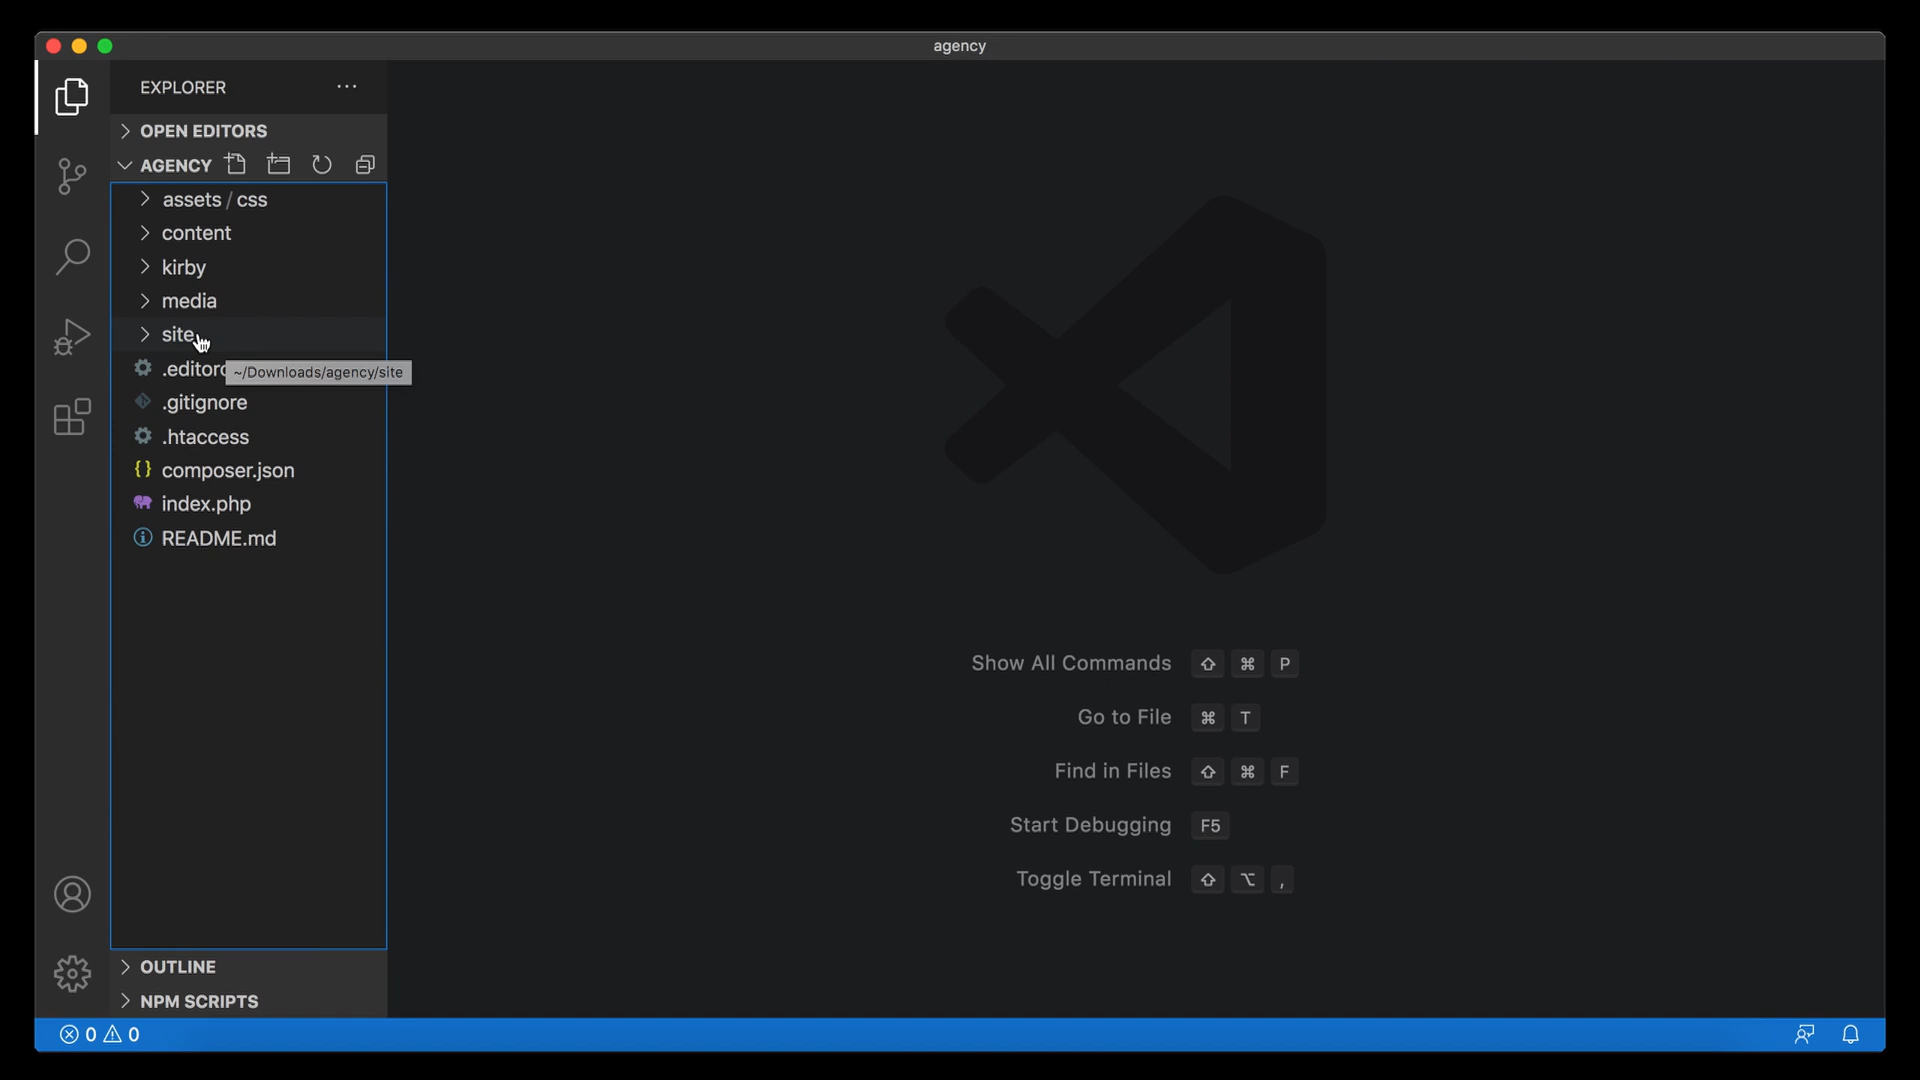 agency
EXPLORER
OPEN EDITORS
AGENCY
assets / css
content
kirby
media
site
.editorc
~/Downloads/agency/site
.gitignore
.htaccess
composer.json
index.php
README.md
Show All Commands ⇧ ⌘ P
Go to File ⌘ T
Find in Files ⇧ ⌘ F
Start Debugging F5
Toggle Terminal ⇧ ⌥ ,
OUTLINE
NPM SCRIPTS
0 0